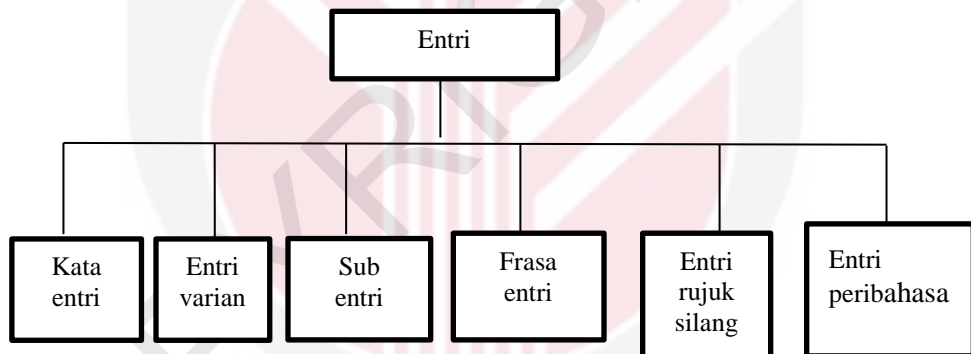 Entri
Kata
entri
Entri
varian
Sub
entri
Frasa
entri
Entri
rujuk
silang
Entri
peribahasa